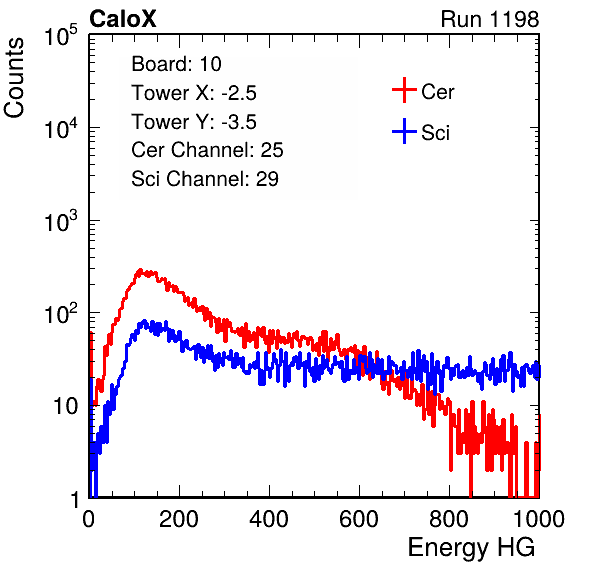 CaloX
Run 1198
Counts
10^5
10^4
10^3
10^2
10
1
Board: 10
Tower X: -2.5
Tower Y: -3.5
Cer Channel: 25
Sci Channel: 29
Cer
Sci
0 200 400 600 800 1000
Energy HG